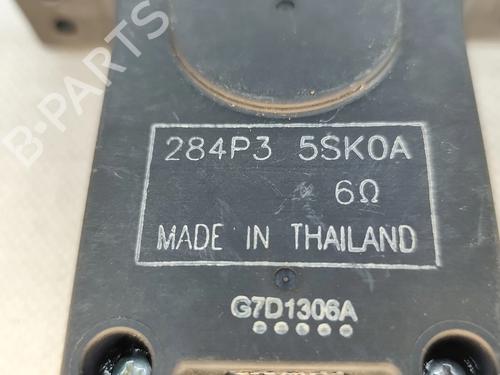 284P3 5SK0A
6Ω
MADE IN THAILAND
G7D1306A
B-PARTS